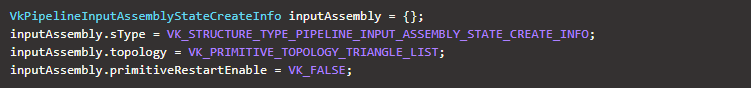 VkPipelineInputAssemblyStateCreateInfo inputAssembly = {};
inputAssembly.sType = VK_STRUCTURE_TYPE_PIPELINE_INPUT_ASSEMBLY_STATE_CREATE_INFO;
inputAssembly.topology = VK_PRIMITIVE_TOPOLOGY_TRIANGLE_LIST;
inputAssembly.primitiveRestartEnable = VK_FALSE;